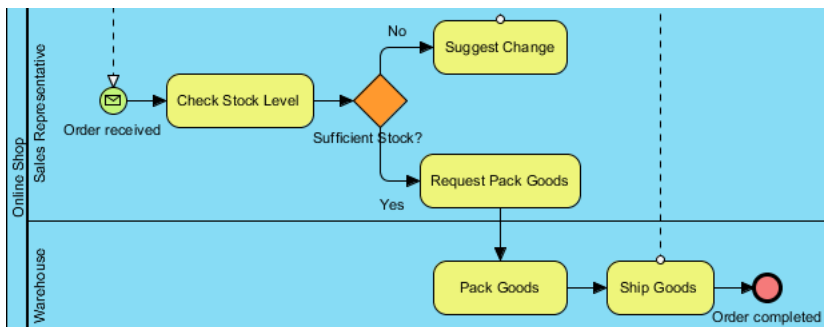 Online Shop
Sales Representative
Order received
Check Stock Level
Sufficient Stock?
No
Suggest Change
Yes
Request Pack Goods
Warehouse
Pack Goods
Ship Goods
Order completed